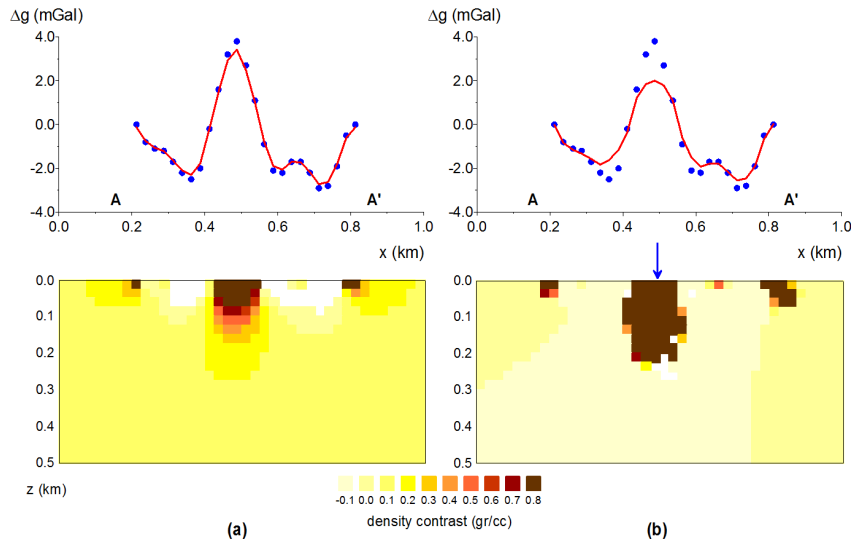 Δg (mGal)
4.0
2.0
0.0
-2.0
-4.0
A
A'
0.0 0.2 0.4 0.6 0.8 1.0
x (km)
0.0
0.1
0.2
0.3
0.4
0.5
z (km)
(a)
Δg (mGal)
4.0
2.0
0.0
-2.0
-4.0
A
A'
0.0 0.2 0.4 0.6 0.8 1.0
x (km)
0.0
0.1
0.2
0.3
0.4
0.5
-0.1 0.0 0.1 0.2 0.3 0.4 0.5 0.6 0.7 0.8
density contrast (gr/cc)
(b)